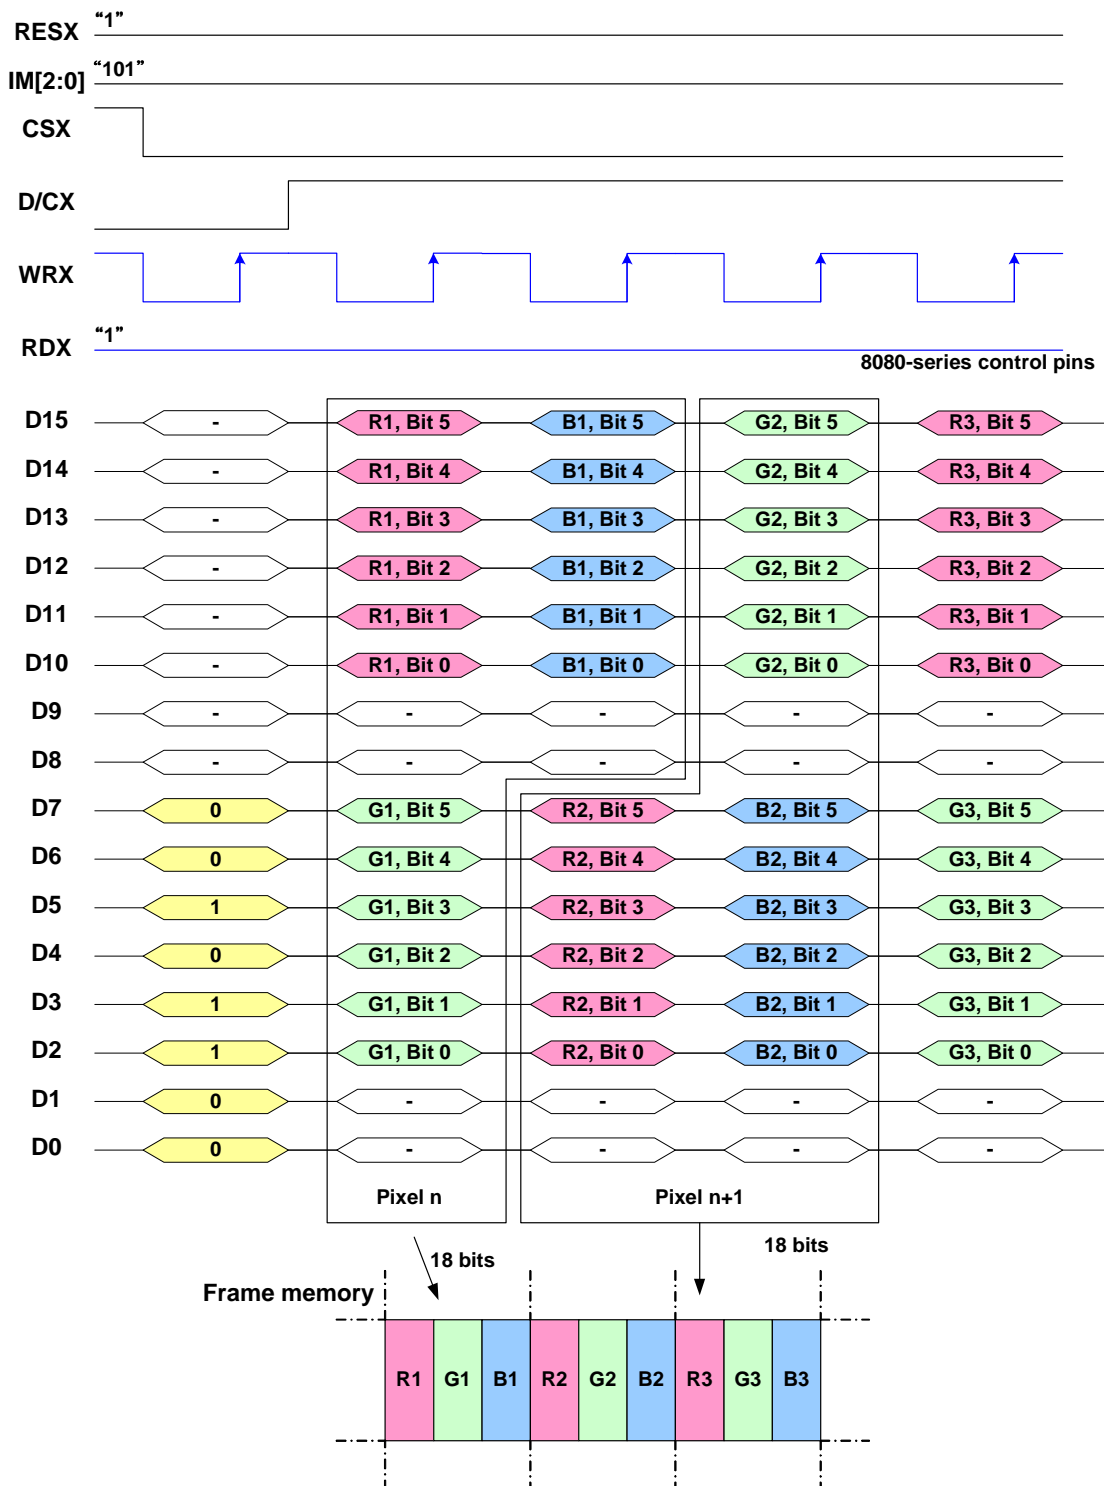 RESX "1"
IM[2:0] "101"
CSX
D/CX
WRX
RDX "1"
8080-series control pins
D15 - R1, Bit 5 B1, Bit 5 G2, Bit 5 R3, Bit 5
D14 - R1, Bit 4 B1, Bit 4 G2, Bit 4 R3, Bit 4
D13 - R1, Bit 3 B1, Bit 3 G2, Bit 3 R3, Bit 3
D12 - R1, Bit 2 B1, Bit 2 G2, Bit 2 R3, Bit 2
D11 - R1, Bit 1 B1, Bit 1 G2, Bit 1 R3, Bit 1
D10 - R1, Bit 0 B1, Bit 0 G2, Bit 0 R3, Bit 0
D9 - - - - -
D8 - - - - -
D7 0 G1, Bit 5 R2, Bit 5 B2, Bit 5 G3, Bit 5
D6 0 G1, Bit 4 R2, Bit 4 B2, Bit 4 G3, Bit 4
D5 1 G1, Bit 3 R2, Bit 3 B2, Bit 3 G3, Bit 3
D4 0 G1, Bit 2 R2, Bit 2 B2, Bit 2 G3, Bit 2
D3 1 G1, Bit 1 R2, Bit 1 B2, Bit 1 G3, Bit 1
D2 1 G1, Bit 0 R2, Bit 0 B2, Bit 0 G3, Bit 0
D1 0 - - - -
D0 0 - - - -
Pixel n Pixel n+1
18 bits 18 bits
Frame memory
R1 G1 B1 R2 G2 B2 R3 G3 B3